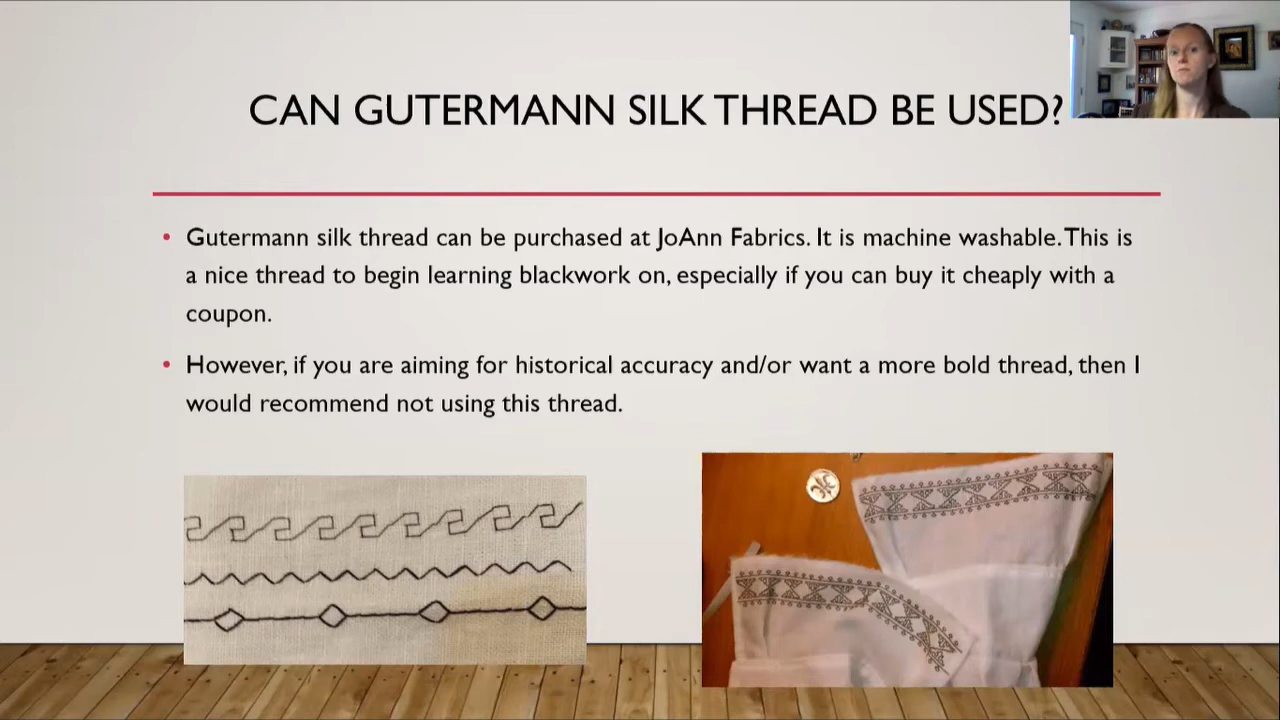 CAN GUTERMANN SILK THREAD BE USED?
• Gutermann silk thread can be purchased at JoAnn Fabrics. It is machine washable. This is
a nice thread to begin learning blackwork on, especially if you can buy it cheaply with a
coupon.
• However, if you are aiming for historical accuracy and/or want a more bold thread, then I
would recommend not using this thread.